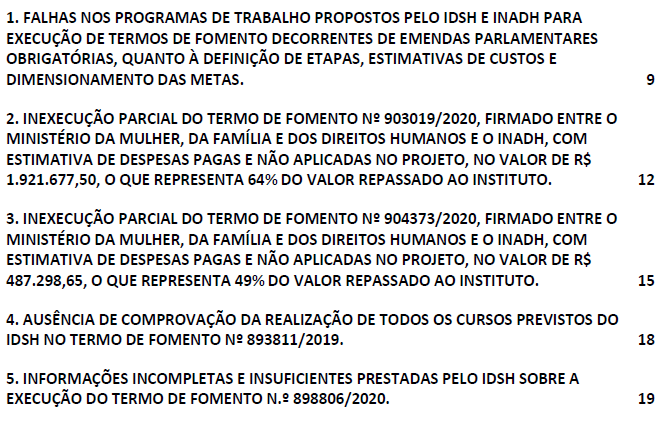 1. FALHAS NOS PROGRAMAS DE TRABALHO PROPOSTOS PELO IDSH E INADH PARA
EXECUÇÃO DE TERMOS DE FOMENTO DECORRENTES DE EMENDAS PARLAMENTARES
OBRIGATÓRIAS, QUANTO À DEFINIÇÃO DE ETAPAS, ESTIMATIVAS DE CUSTOS E
DIMENSIONAMENTO DAS METAS. 9
2. INEXECUÇÃO PARCIAL DO TERMO DE FOMENTO Nº 903019/2020, FIRMADO ENTRE O
MINISTÉRIO DA MULHER, DA FAMÍLIA E DOS DIREITOS HUMANOS E O INADH, COM
ESTIMATIVA DE DESPESAS PAGAS E NÃO APLICADAS NO PROJETO, NO VALOR DE R$
1.921.677,50, O QUE REPRESENTA 64% DO VALOR REPASSADO AO INSTITUTO. 12
3. INEXECUÇÃO PARCIAL DO TERMO DE FOMENTO Nº 904373/2020, FIRMADO ENTRE O
MINISTÉRIO DA MULHER, DA FAMÍLIA E DOS DIREITOS HUMANOS E O INADH, COM
ESTIMATIVA DE DESPESAS PAGAS E NÃO APLICADAS NO PROJETO, NO VALOR DE R$
487.298,65, O QUE REPRESENTA 49% DO VALOR REPASSADO AO INSTITUTO. 15
4. AUSÊNCIA DE COMPROVAÇÃO DA REALIZAÇÃO DE TODOS OS CURSOS PREVISTOS DO
IDSH NO TERMO DE FOMENTO Nº 893811/2019. 18
5. INFORMAÇÕES INCOMPLETAS E INSUFICIENTES PRESTADAS PELO IDSH SOBRE A
EXECUÇÃO DO TERMO DE FOMENTO N.º 898806/2020. 19